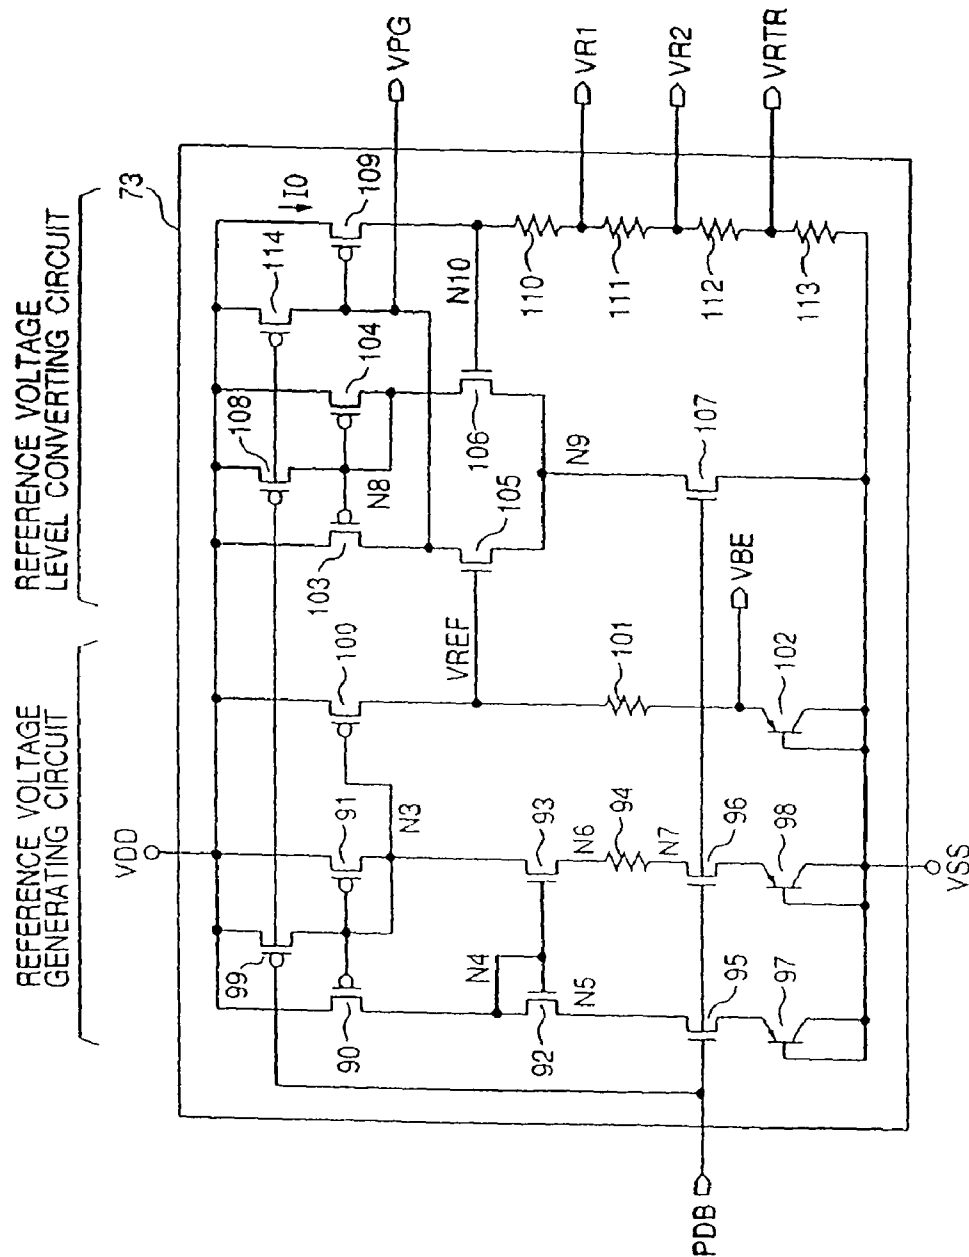 REFERENCE VOLTAGE
GENERATING CIRCUIT
REFERENCE VOLTAGE
LEVEL CONVERTING CIRCUIT
73
VDD
99
90
91
N3
100
103
108
N8
104
114
I0
109
VPG
N4
92
N5
93
N6
94
N7
VREF
101
105
106
N9
N10
110
111
112
113
VR1
VR2
VRTR
PDB
95
96
97
98
VBE
102
107
VSS